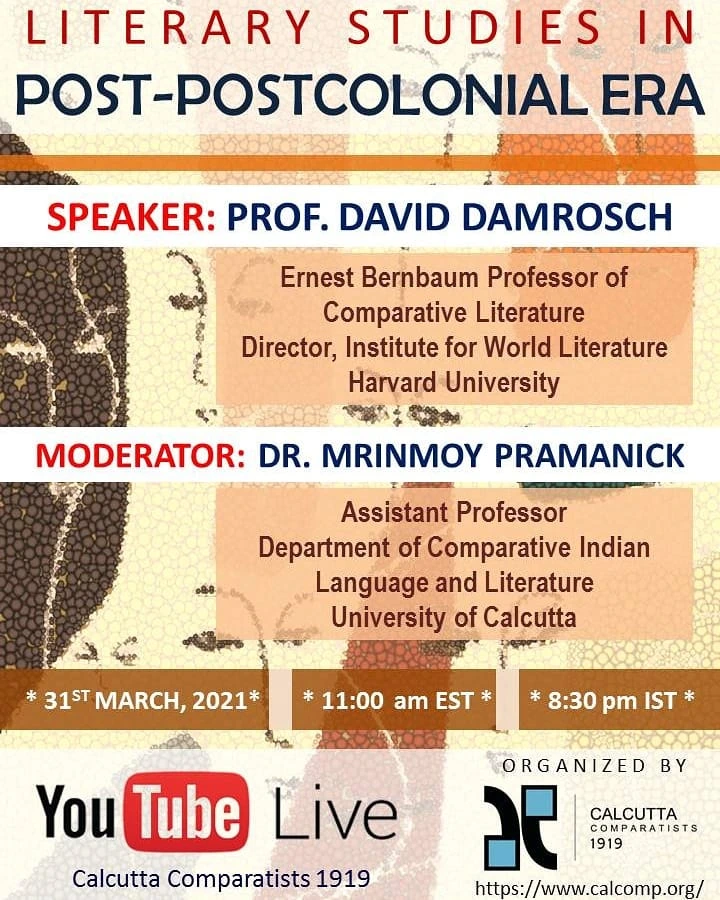 LITERARY STUDIES IN
POST-POSTCOLONIAL ERA
SPEAKER: PROF. DAVID DAMROSCH
Ernest Bernbaum Professor of
Comparative Literature
Director, Institute for World Literature
Harvard University
MODERATOR: DR. MRINMOY PRAMANICK
Assistant Professor
Department of Comparative Indian
Language and Literature
University of Calcutta
* 31ST MARCH, 2021* * 11:00 am EST * * 8:30 pm IST *
YouTube Live
Calcutta Comparatists 1919
ORGANIZED BY
CALCUTTA
COMPARATISTS
1919
https://www.calcomp.org/